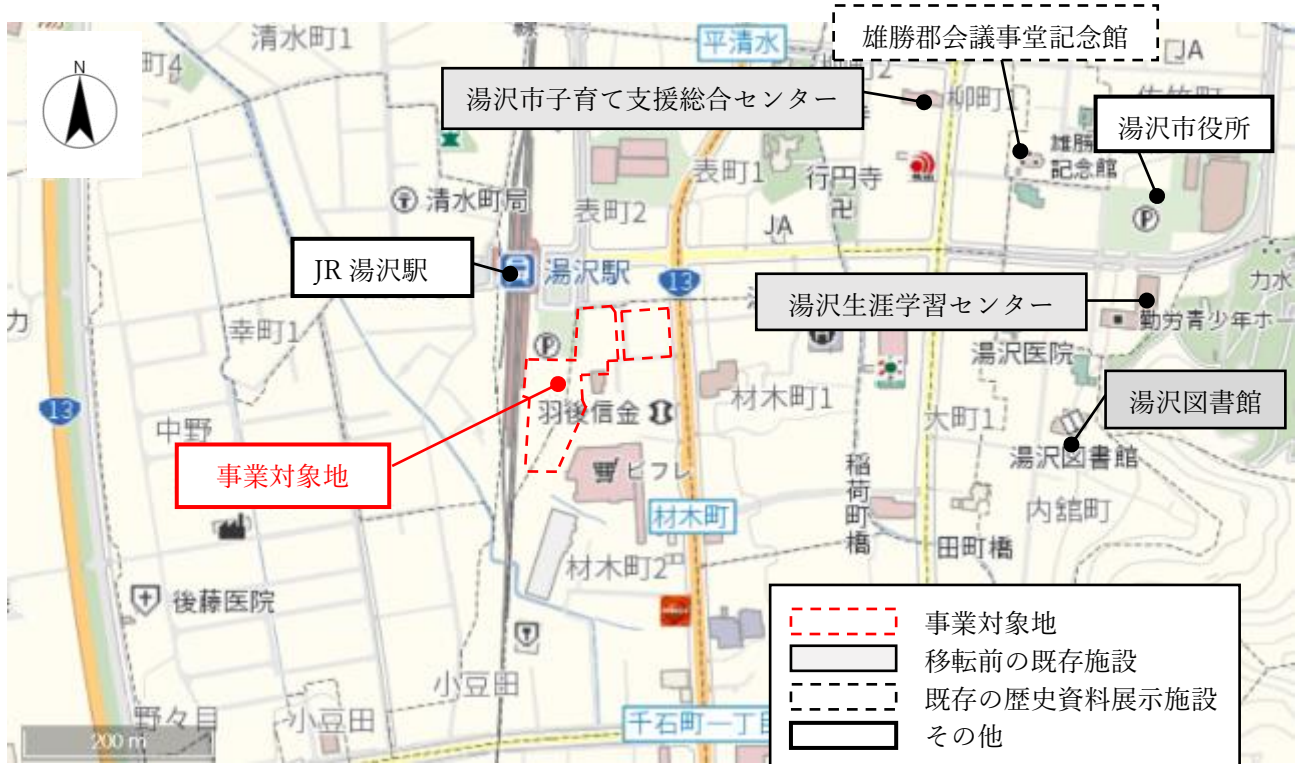 雄勝郡会議事堂記念館
平清水
清水町1
JA
N
町4
湯沢市子育て支援総合センター
柳町
湯沢市役所
雄勝
記念館
表町1
行円寺
清水町局
表町2
JA
P
JR 湯沢駅
湯沢駅
13
湯沢生涯学習センター
力水
勤労青少年ホー
力
幸町1
P
湯沢医院
羽後信金
材木町1
湯沢図書館
13
中野
大町1
事業対象地
ビフレ
湯沢図書館
稲荷町橋
内舘町
材木町
田町橋
材木町2
後藤医院
事業対象地
移転前の既存施設
既存の歴史資料展示施設
その他
小豆田
野々目
小豆田
千石町一丁目
200 m